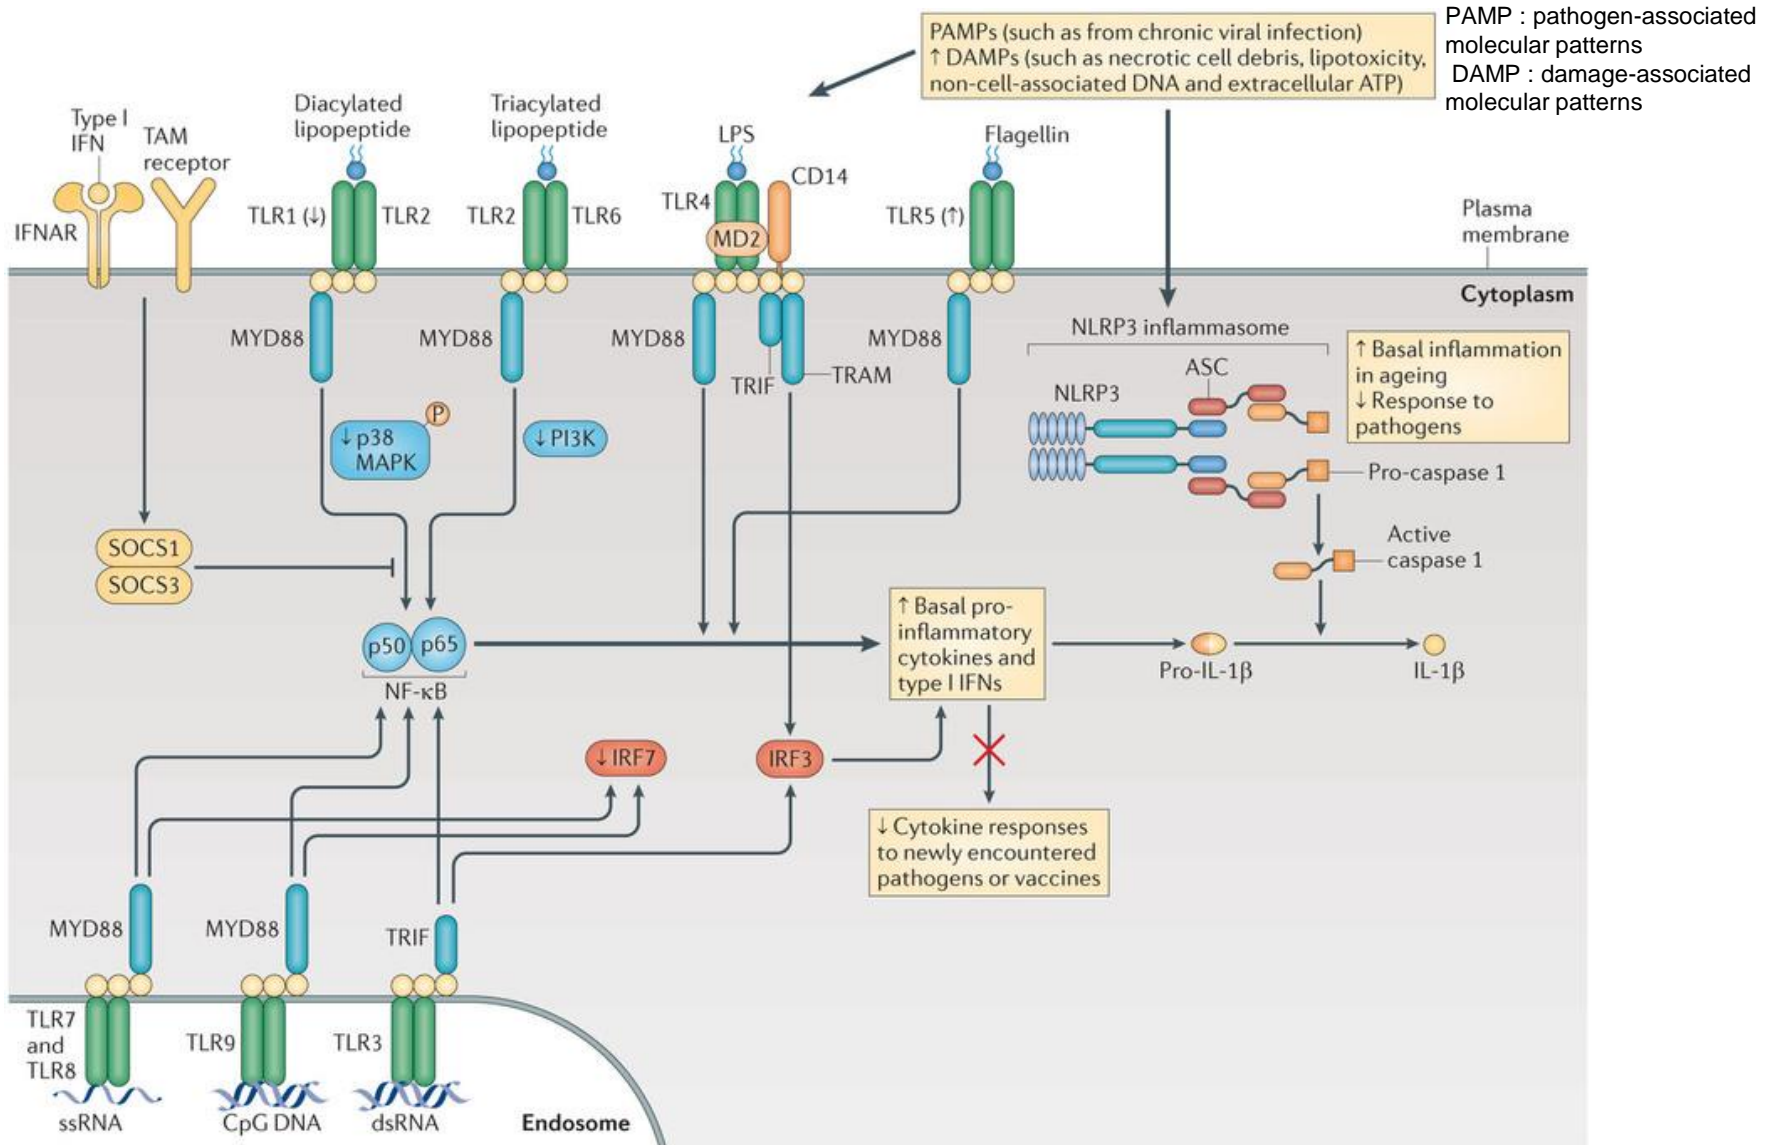 PAMPs (such as from chronic viral infection)
↑ DAMPs (such as necrotic cell debris, lipotoxicity,
non-cell-associated DNA and extracellular ATP)
PAMP : pathogen-associated
molecular patterns
DAMP : damage-associated
molecular patterns
Type I
IFN
TAM
receptor
IFNAR
Diacylated
lipopeptide
TLR1 (↓)
TLR2
Triacylated
lipopeptide
TLR2
TLR6
LPS
CD14
TLR4
MD2
Flagellin
TLR5 (↑)
Plasma
membrane
Cytoplasm
MYD88
MYD88
MYD88
TRIF
TRAM
MYD88
NLRP3 inflammasome
ASC
NLRP3
↑ Basal inflammation
in ageing
↓ Response to
pathogens
Pro-caspase 1
Active
caspase 1
P
↓ p38
MAPK
↓ PI3K
SOCS1
SOCS3
p50
p65
NF-κB
↑ Basal pro-
inflammatory
cytokines and
type I IFNs
Pro-IL-1β
IL-1β
↓ IRF7
IRF3
↓ Cytokine responses
to newly encountered
pathogens or vaccines
MYD88
MYD88
TRIF
TLR7
and
TLR8
TLR9
TLR3
ssRNA
CpG DNA
dsRNA
Endosome